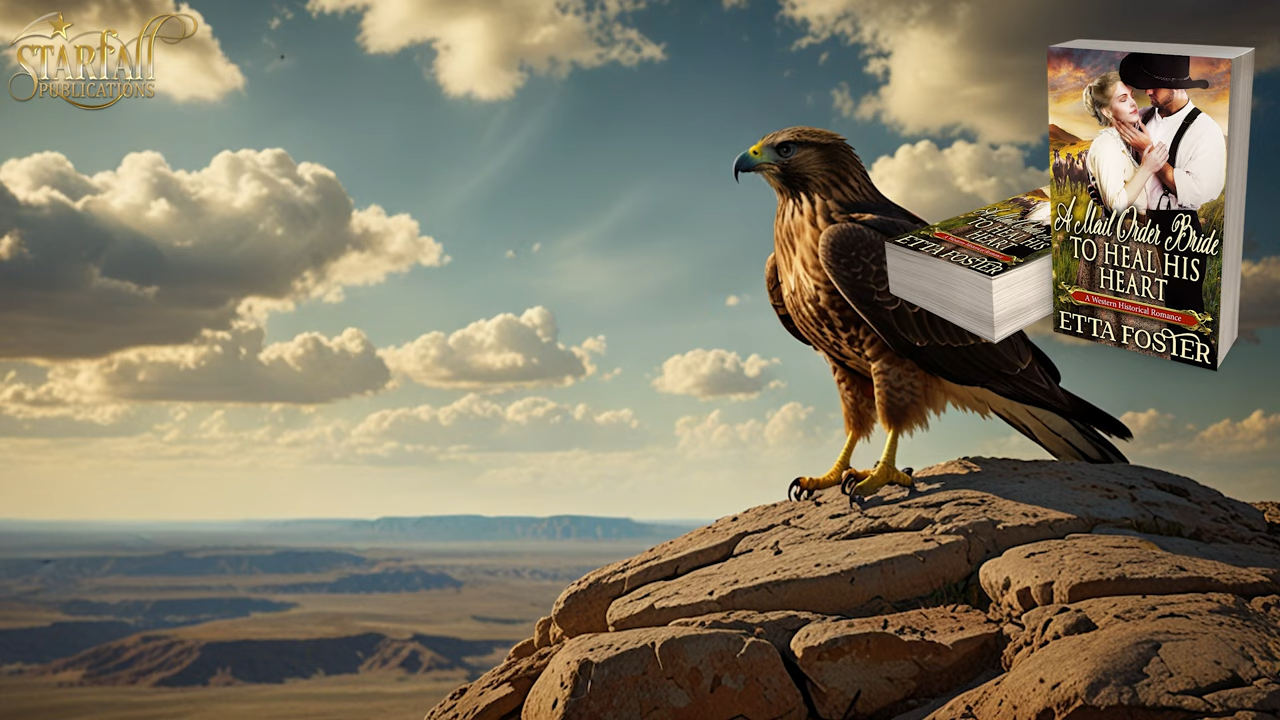 STARfall
PUBLICATIONS
A Mail Order Bride
TO HEAL HIS
HEART
A Western Historical Romance
ETTA FOSTER
TO HEAL HIS
HEART
ETTA FOSTER